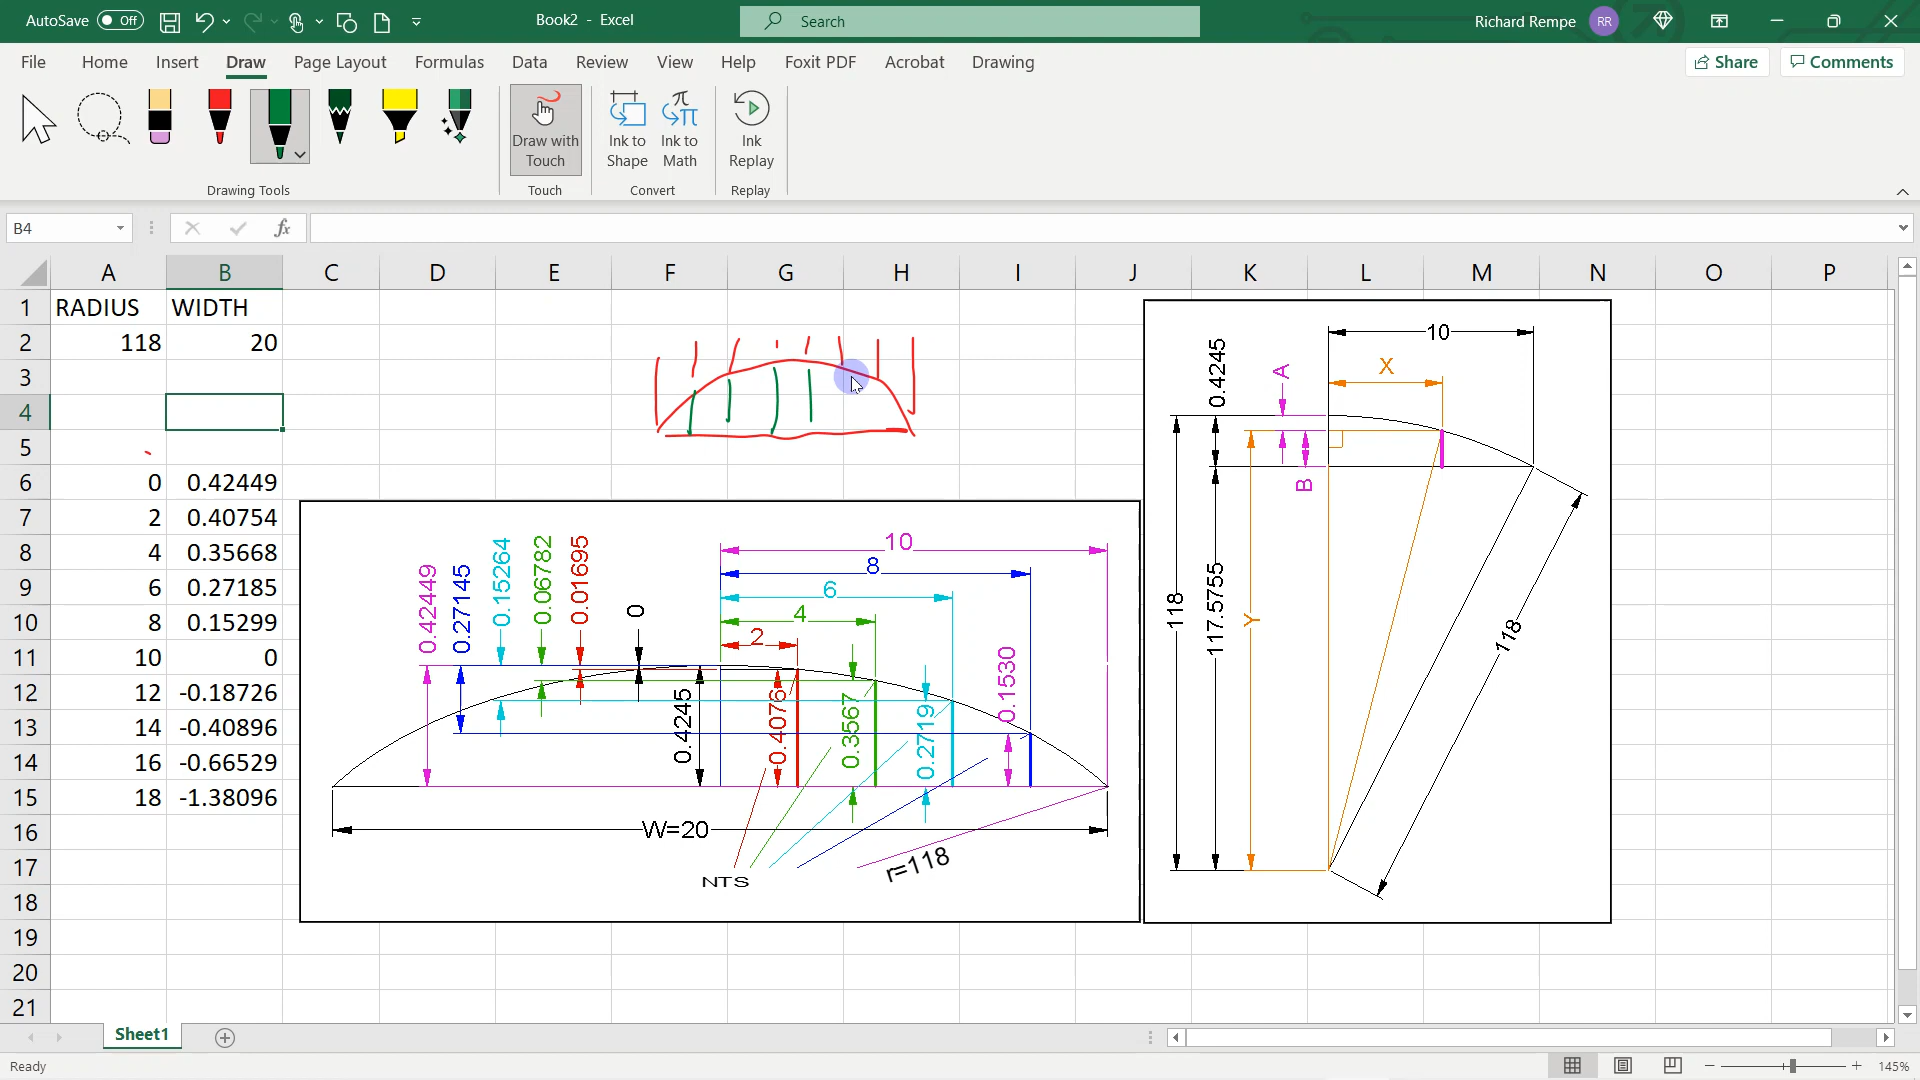 AutoSave Off Book2 - Excel Search Richard Rempe RR
File Home Insert Draw Page Layout Formulas Data Review View Help Foxit PDF Acrobat Drawing Share Comments
Draw with Touch
Ink to Shape
Ink to Math
Ink Replay
Drawing Tools Touch Convert Replay
B4 fx
A B C D E F G H I J K L M N O P
1 RADIUS WIDTH
2 118 20
3
4
5
6 0 0.42449
7 2 0.40754
8 4 0.35668
9 6 0.27185
10 8 0.15299
11 10 0
12 12 -0.18726
13 14 -0.40896
14 16 -0.66529
15 18 -1.38096
16
17
18
19
20
21
0.42449
0.27145
0.15264
0.06782
0.01695
0
10
8
6
4
2
0.4245
0.4076
0.3567
0.2719
0.1530
W=20
NTS
r=118
10
0.4245
A
X
B
118
117.5755
Y
118
Sheet1
Ready 145%